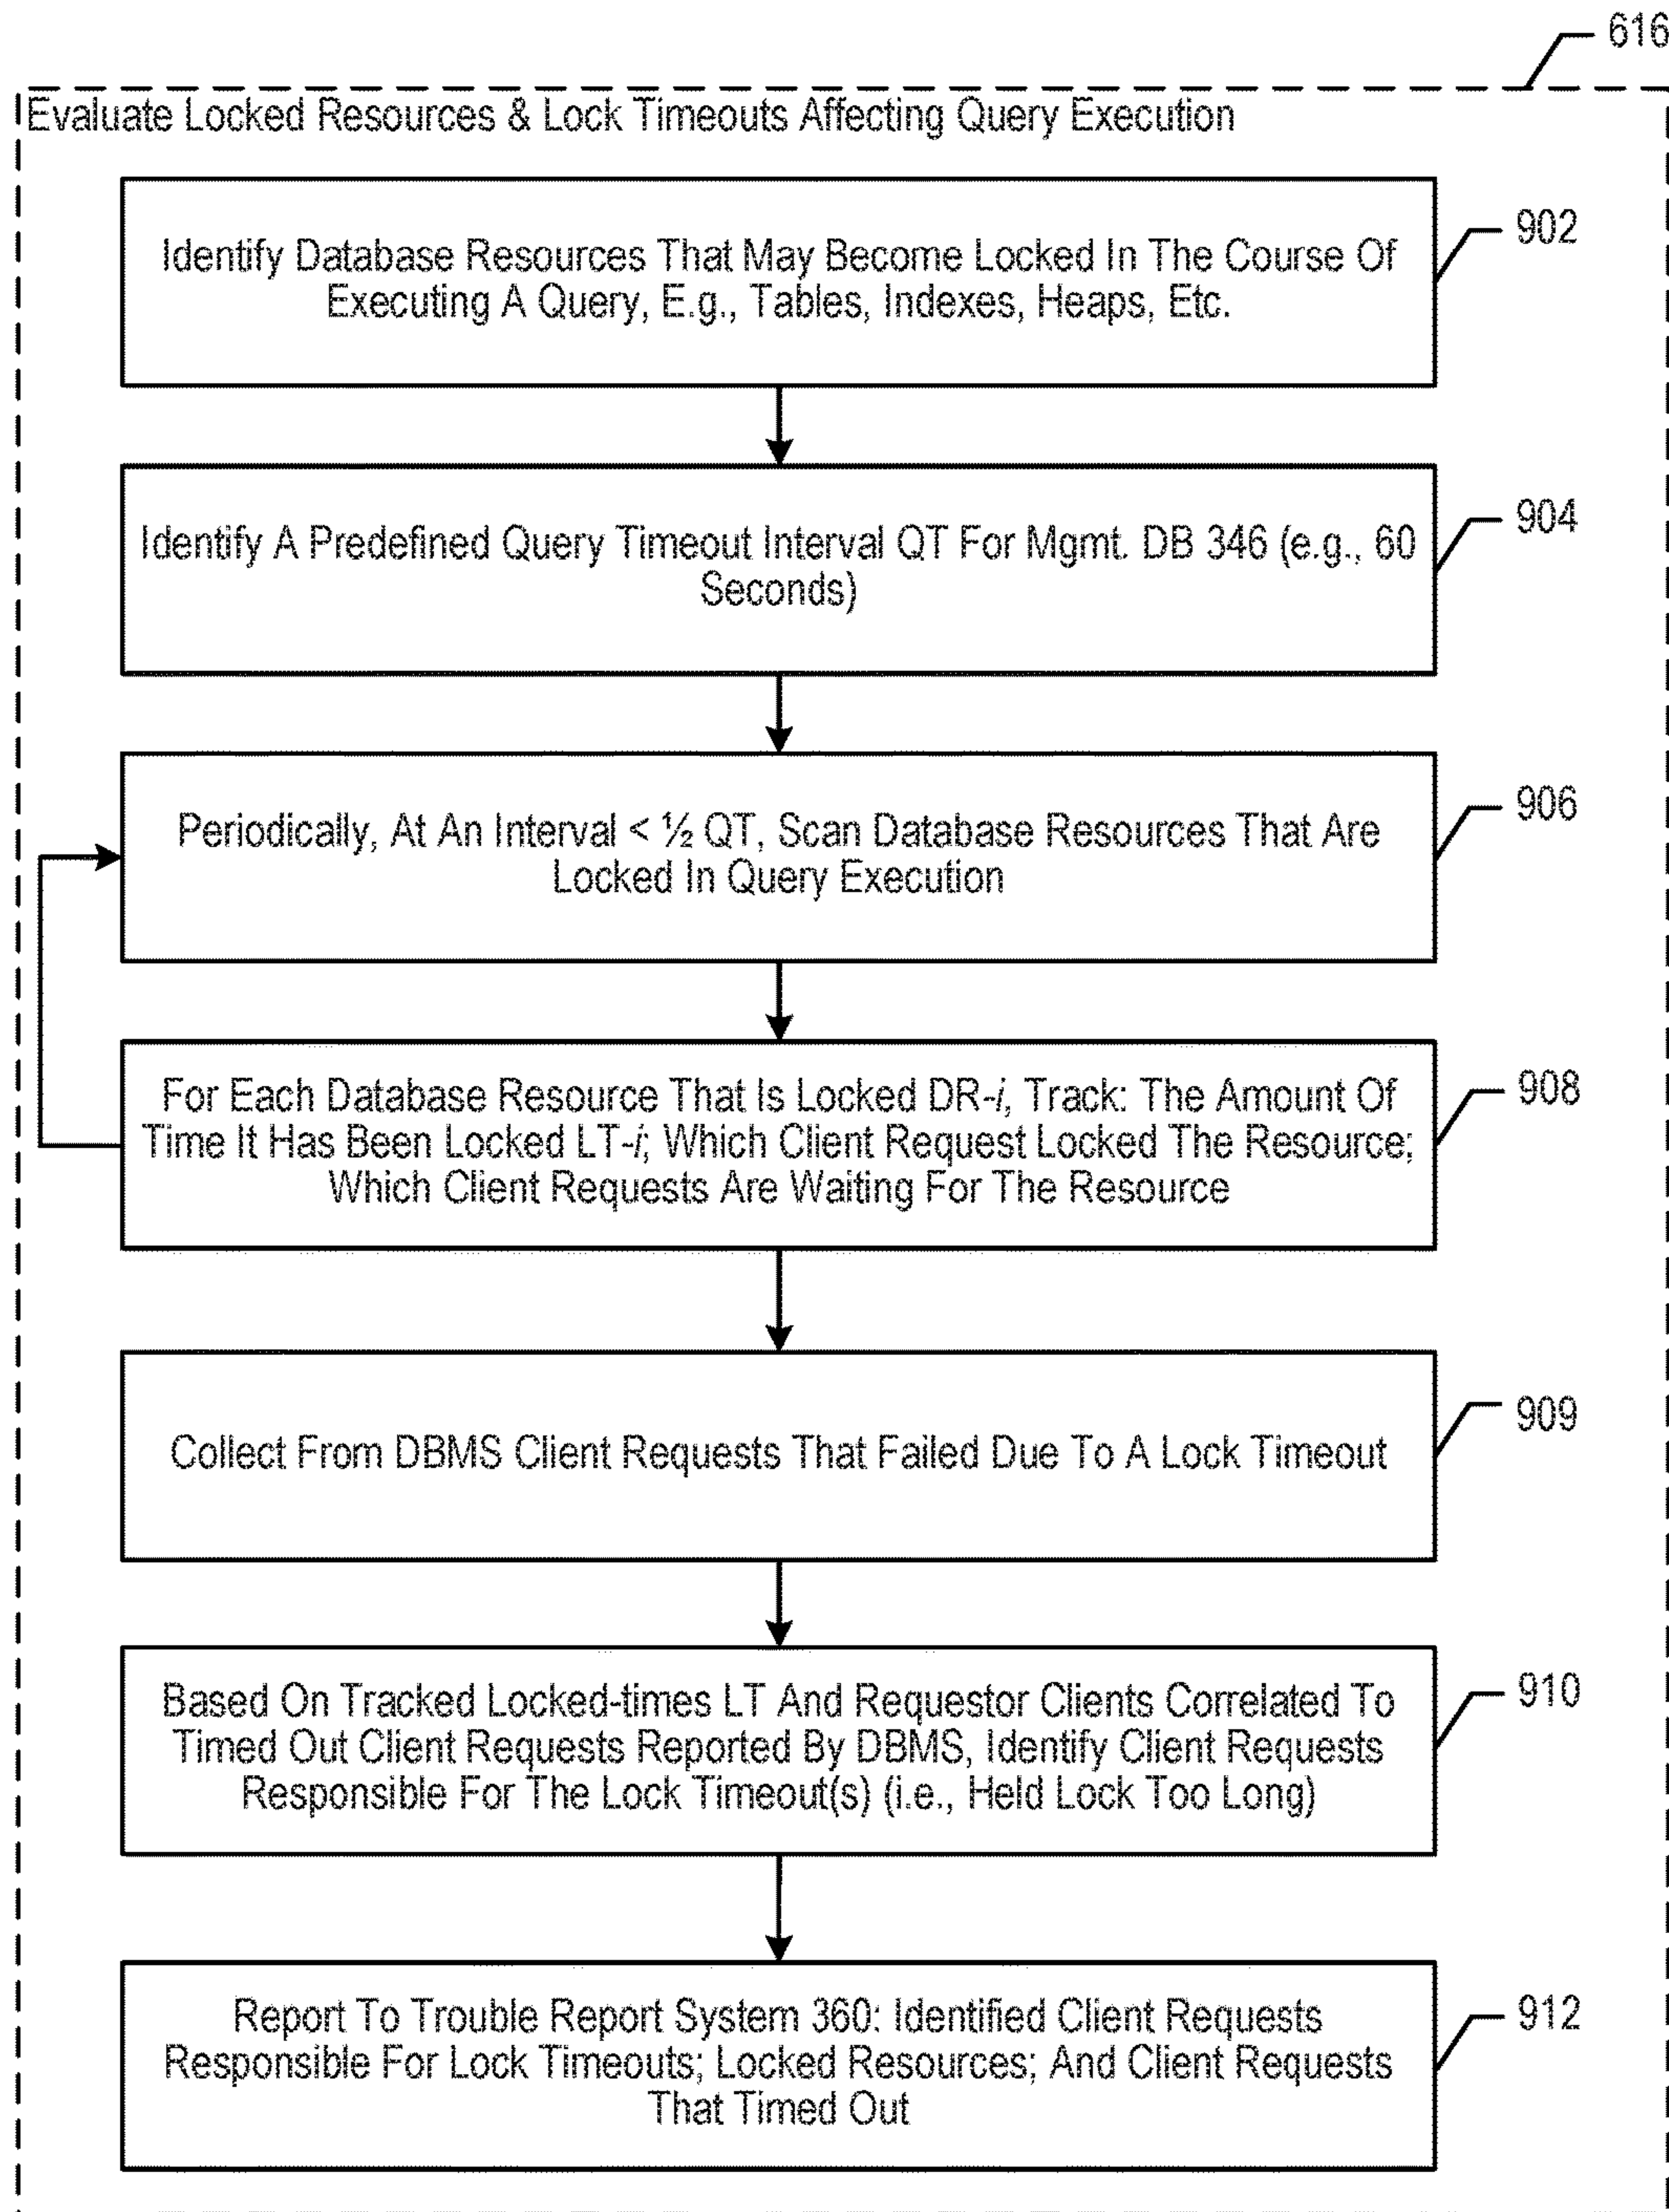 616
Evaluate Locked Resources & Lock Timeouts Affecting Query Execution
Identify Database Resources That May Become Locked In The Course Of
Executing A Query, E.g., Tables, Indexes, Heaps, Etc.
902
Identify A Predefined Query Timeout Interval QT For Mgmt. DB 346 (e.g., 60
Seconds)
904
Periodically, At An Interval < ½ QT, Scan Database Resources That Are
Locked In Query Execution
906
For Each Database Resource That Is Locked DR-i, Track: The Amount Of
Time It Has Been Locked LT-i; Which Client Request Locked The Resource;
Which Client Requests Are Waiting For The Resource
908
Collect From DBMS Client Requests That Failed Due To A Lock Timeout
909
Based On Tracked Locked-times LT And Requestor Clients Correlated To
Timed Out Client Requests Reported By DBMS, Identify Client Requests
Responsible For The Lock Timeout(s) (i.e., Held Lock Too Long)
910
Report To Trouble Report System 360: Identified Client Requests
Responsible For Lock Timeouts; Locked Resources; And Client Requests
That Timed Out
912